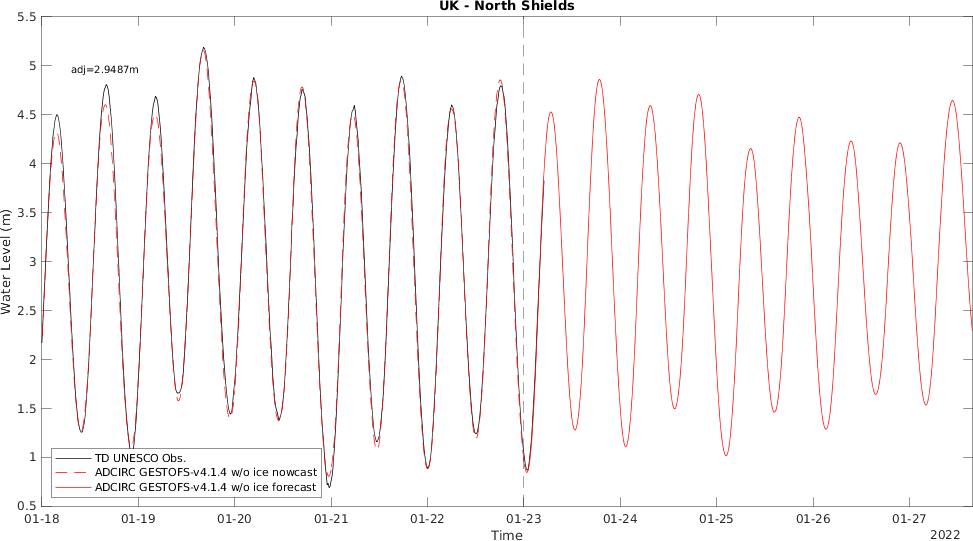 UK - North Shields
adj=2.9487m
5.5
5
4.5
4
3.5
3
2.5
2
1.5
1
0.5
Water Level (m)
TD UNESCO Obs.
ADCIRC GESTOFS-v4.1.4 w/o ice nowcast
ADCIRC GESTOFS-v4.1.4 w/o ice forecast
01-18 01-19 01-20 01-21 01-22 01-23 01-24 01-25 01-26 01-27
Time
2022